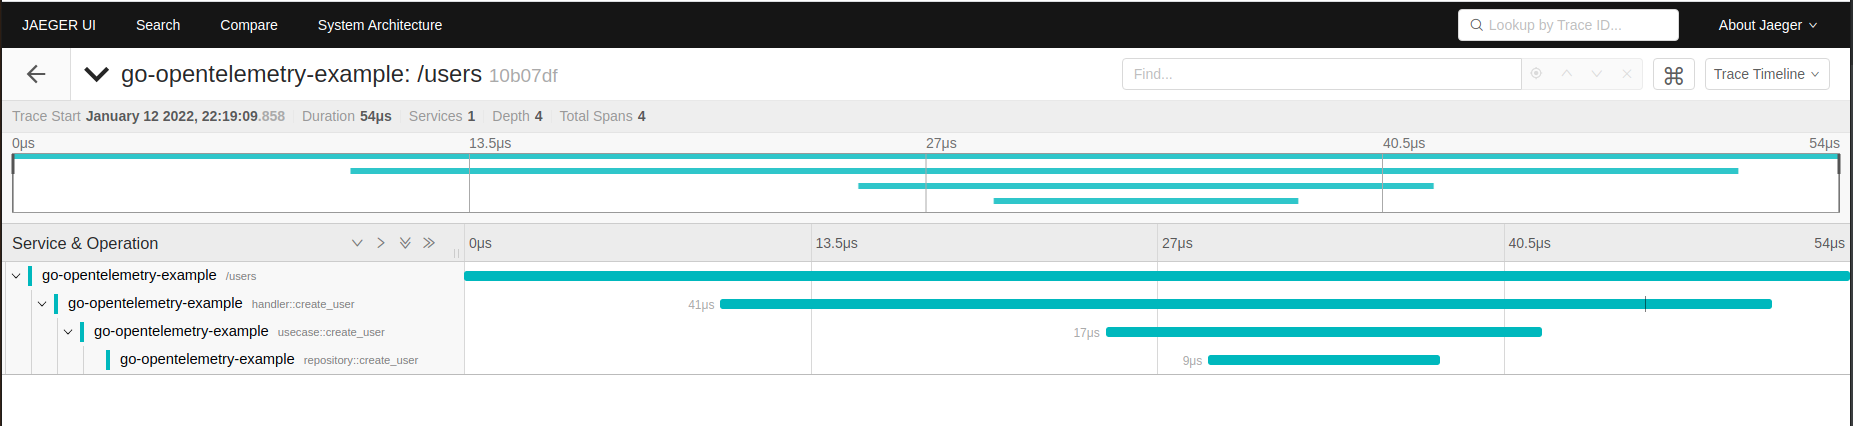 JAEGER UI Search Compare System Architecture Lookup by Trace ID... About Jaeger
go-opentelemetry-example: /users 10b07df Find... Trace Timeline
Trace Start January 12 2022, 22:19:09.858 Duration 54μs Services 1 Depth 4 Total Spans 4
0μs 13.5μs 27μs 40.5μs 54μs
Service & Operation 0μs 13.5μs 27μs 40.5μs 54μs
go-opentelemetry-example /users
go-opentelemetry-example handler::create_user 41μs
go-opentelemetry-example usecase::create_user 17μs
go-opentelemetry-example repository::create_user 9μs